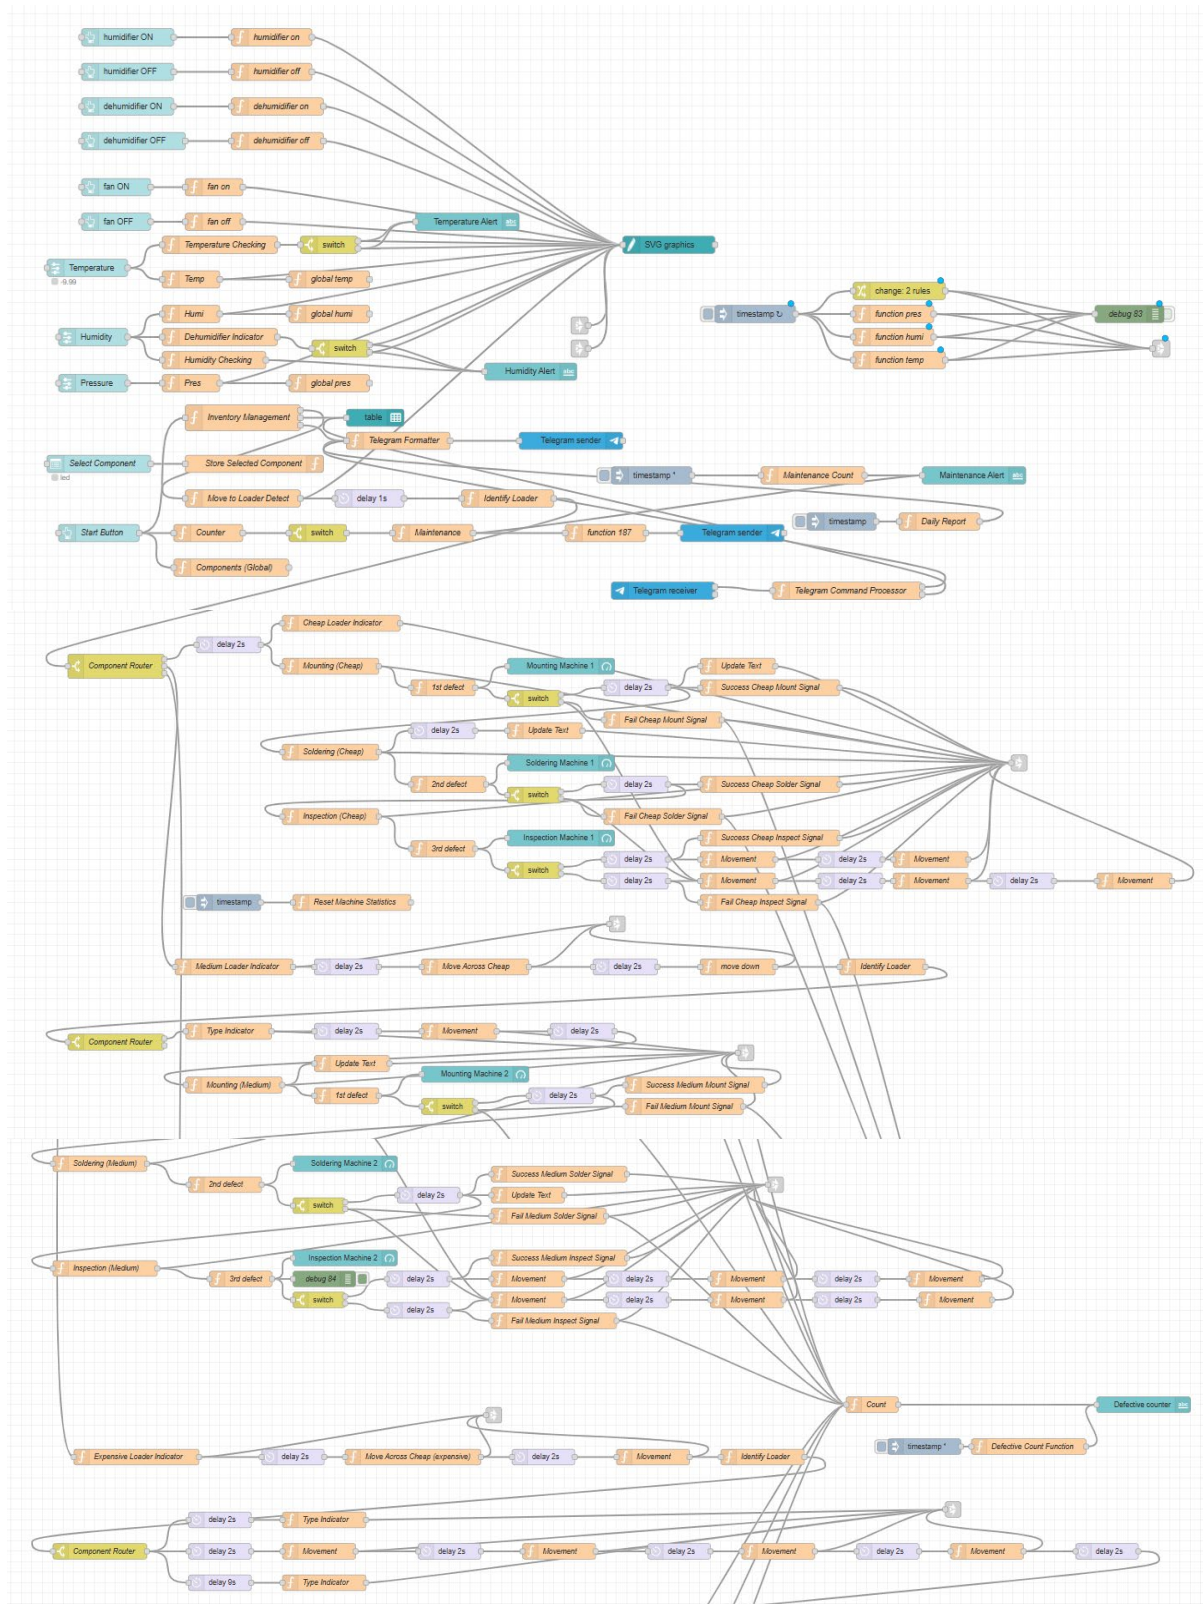 humidifier ON
humidifier on
humidifier OFF
humidifier off
dehumidifier ON
dehumidifier on
dehumidifier OFF
dehumidifier off
fan ON
fan on
fan OFF
fan off
Temperature Alert
abc
Temperature Checking
switch
SVG graphics
Temperature
-9.99
Temp
global temp
change: 2 rules
Humi
global humi
timestamp ↻
function pres
debug 83
Humidity
Dehumidifier Indicator
switch
function humi
Humidity Checking
function temp
Humidity Alert
abc
Pressure
Pres
global pres
Inventory Management
table
Telegram Formatter
Telegram sender
Select Component
led
Store Selected Component
timestamp ¹
Maintenance Count
Maintenance Alert
abc
Move to Loader Detect
delay 1s
Identify Loader
timestamp
Daily Report
Start Button
Counter
switch
Maintenance
function 187
Telegram sender
Components (Global)
Telegram receiver
Telegram Command Processor
Cheap Loader Indicator
delay 2s
Component Router
Mounting (Cheap)
Mounting Machine 1
Update Text
1st defect
switch
delay 2s
Success Cheap Mount Signal
Fail Cheap Mount Signal
delay 2s
Update Text
Soldering (Cheap)
Soldering Machine 1
2nd defect
switch
delay 2s
Success Cheap Solder Signal
Inspection (Cheap)
Fail Cheap Solder Signal
Inspection Machine 1
Success Cheap Inspect Signal
3rd defect
switch
delay 2s
Movement
delay 2s
Movement
delay 2s
Movement
delay 2s
Movement
delay 2s
Movement
Fail Cheap Inspect Signal
timestamp
Reset Machine Statistics
Medium Loader Indicator
delay 2s
Move Across Cheap
delay 2s
move down
Identify Loader
Component Router
Type Indicator
delay 2s
Movement
delay 2s
Update Text
Mounting (Medium)
Mounting Machine 2
1st defect
switch
delay 2s
Success Medium Mount Signal
Fail Medium Mount Signal
Soldering (Medium)
Soldering Machine 2
2nd defect
switch
delay 2s
Success Medium Solder Signal
Update Text
Fail Medium Solder Signal
Inspection (Medium)
Inspection Machine 2
Success Medium Inspect Signal
3rd defect
debug 84
delay 2s
Movement
delay 2s
Movement
delay 2s
Movement
switch
delay 2s
Movement
delay 2s
Movement
delay 2s
Movement
Fail Medium Inspect Signal
Count
Defective counter
abc
timestamp ¹
Defective Count Function
Expensive Loader Indicator
delay 2s
Move Across Cheap (expensive)
delay 2s
Movement
Identify Loader
delay 2s
Type Indicator
Component Router
delay 2s
Movement
delay 2s
Movement
delay 2s
Movement
delay 2s
Movement
delay 2s
delay 9s
Type Indicator